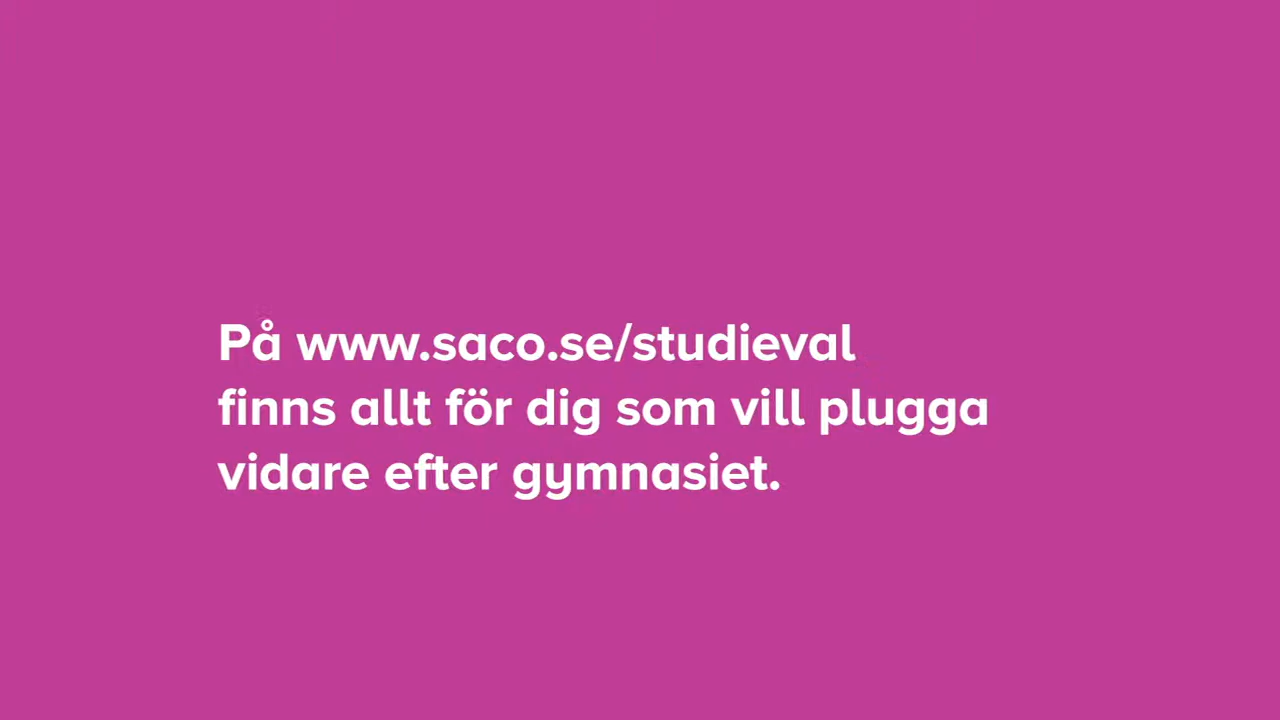 På www.saco.se/studieval
finns allt för dig som vill plugga
vidare efter gymnasiet.